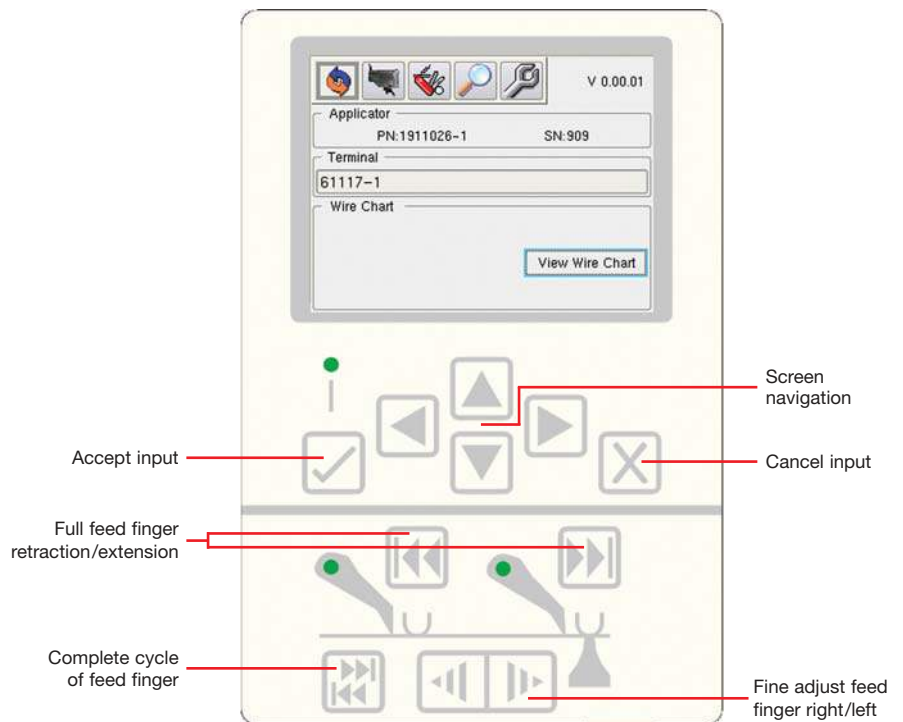 V 0.00.01
Applicator
PN:1911026-1 SN:909
Terminal
61117-1
Wire Chart
View Wire Chart
Screen
navigation
Accept input
Cancel input
Full feed finger
retraction/extension
Complete cycle
of feed finger
Fine adjust feed
finger right/left